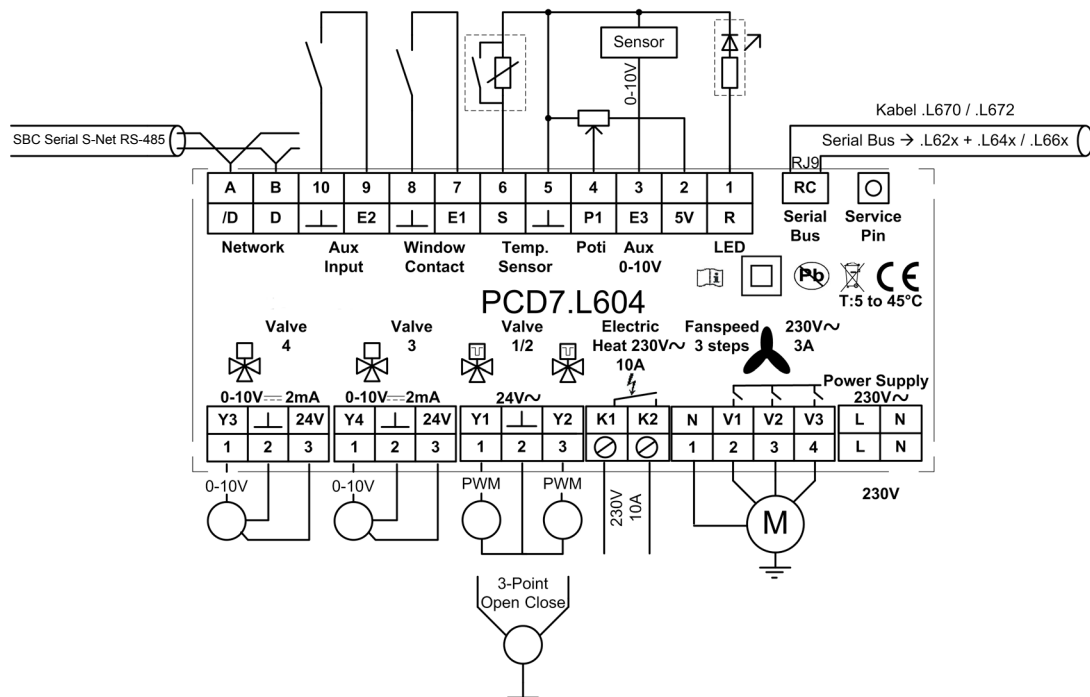 Sensor
0-10V
Kabel .L670 / .L672
SBC Serial S-Net RS-485
Serial Bus → .L62x + .L64x / .L66x
RJ9
A B 10 9 8 7 6 5 4 3 2 1 RC
/D D ⊥ E2 ⊥ E1 S ⊥ P1 E3 5V R
Network
Aux
Input
Window
Contact
Temp.
Sensor
Poti
Aux
0-10V
LED
Serial
Bus
Service
Pin
i
Pb
CE
T:5 to 45°C
PCD7.L604
Valve
4
Valve
3
Valve
1/2
Electric
Heat 230V~
10A
Fanspeed
3 steps
230V~
3A
0-10V⎓2mA
0-10V⎓2mA
24V~
Power Supply
230V~
Y3 ⊥ 24V Y4 ⊥ 24V Y1 ⊥ Y2 K1 K2 N V1 V2 V3 L N
1 2 3 1 2 3 1 2 3 1 2 3 4 L N
0-10V
0-10V
PWM
PWM
230V
10A
230V
M
3-Point
Open Close